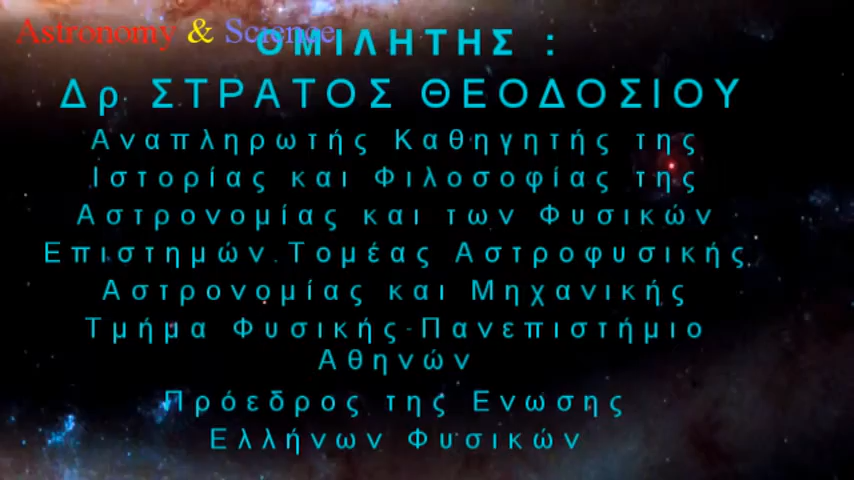 Astronomy & Science
ΟΜΙΛΗΤΗΣ :
Δρ ΣΤΡΑΤΟΣ ΘΕΟΔΟΣΙΟΥ
Αναπληρωτής Καθηγητής της
Ιστορίας και Φιλοσοφίας της
Αστρονομίας και των Φυσικών
Επιστημών.Τομέας Αστροφυσικής
Αστρονομίας και Μηχανικής
Τμήμα Φυσικής-Πανεπιστήμιο
Αθηνών
Πρόεδρος της Ενωσης
Ελλήνων Φυσικών